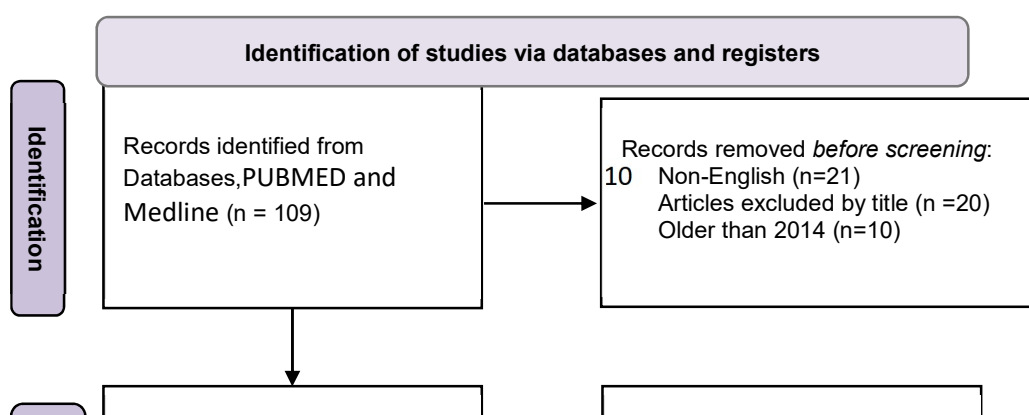 Identification of studies via databases and registers
Identification
Records identified from
Databases,PUBMED and
Medline (n = 109)
Records removed before screening:
10 Non-English (n=21)
Articles excluded by title (n =20)
Older than 2014 (n=10)